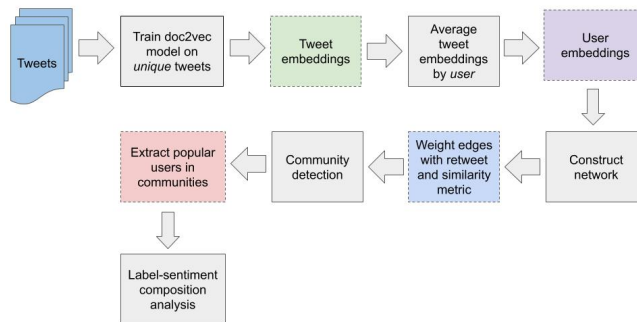 Tweets
Train doc2vec
model on
unique tweets
Tweet
embeddings
Average
tweet
embeddings
by user
User
embeddings
Construct
network
Weight edges
with retweet
and similarity
metric
Community
detection
Extract popular
users in
communities
Label-sentiment
composition
analysis